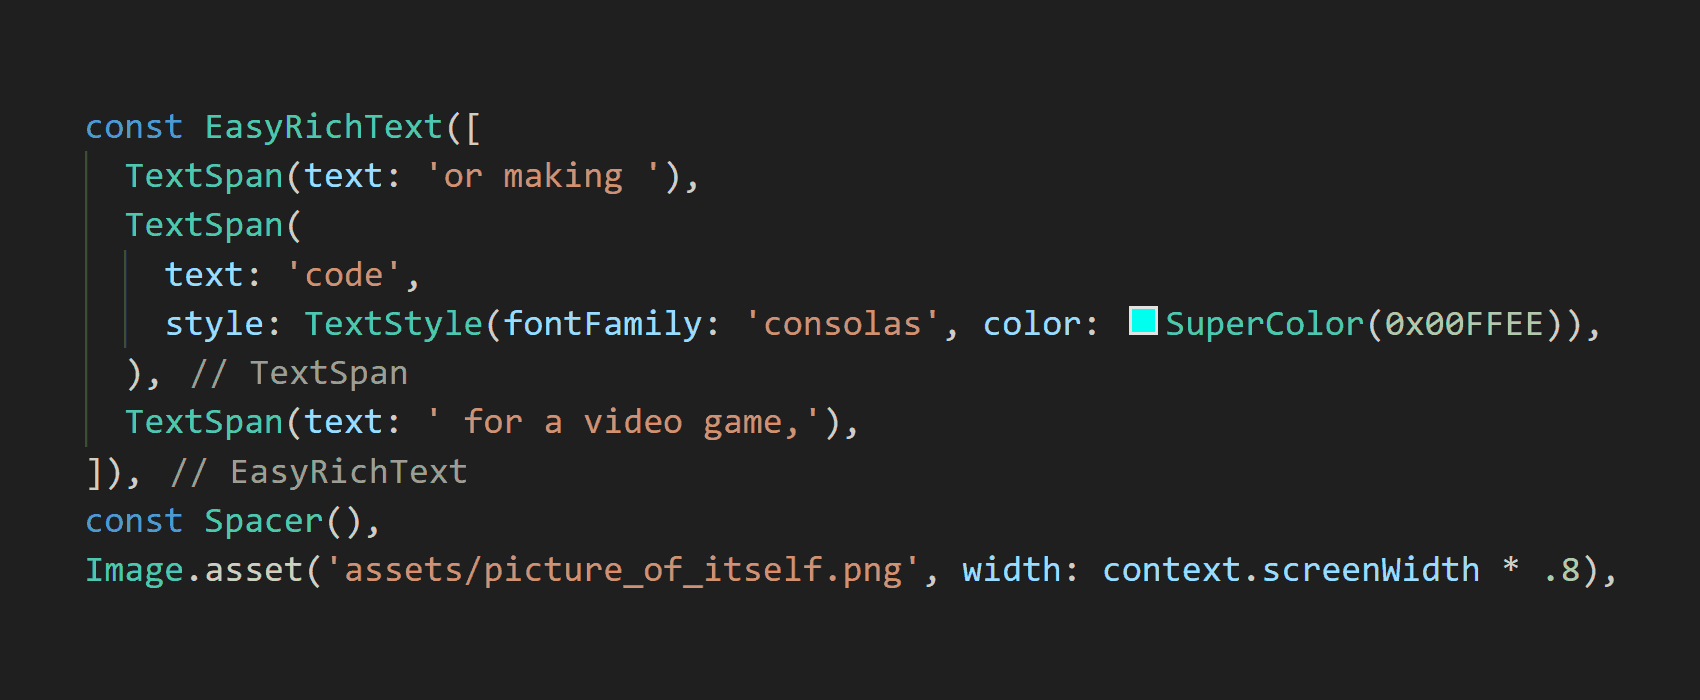 const EasyRichText([
  TextSpan(text: 'or making '),
  TextSpan(
    text: 'code',
    style: TextStyle(fontFamily: 'consolas', color: SuperColor(0x00FFEE)),
  ), // TextSpan
  TextSpan(text: ' for a video game,'),
]), // EasyRichText
const Spacer(),
Image.asset('assets/picture_of_itself.png', width: context.screenWidth * .8),